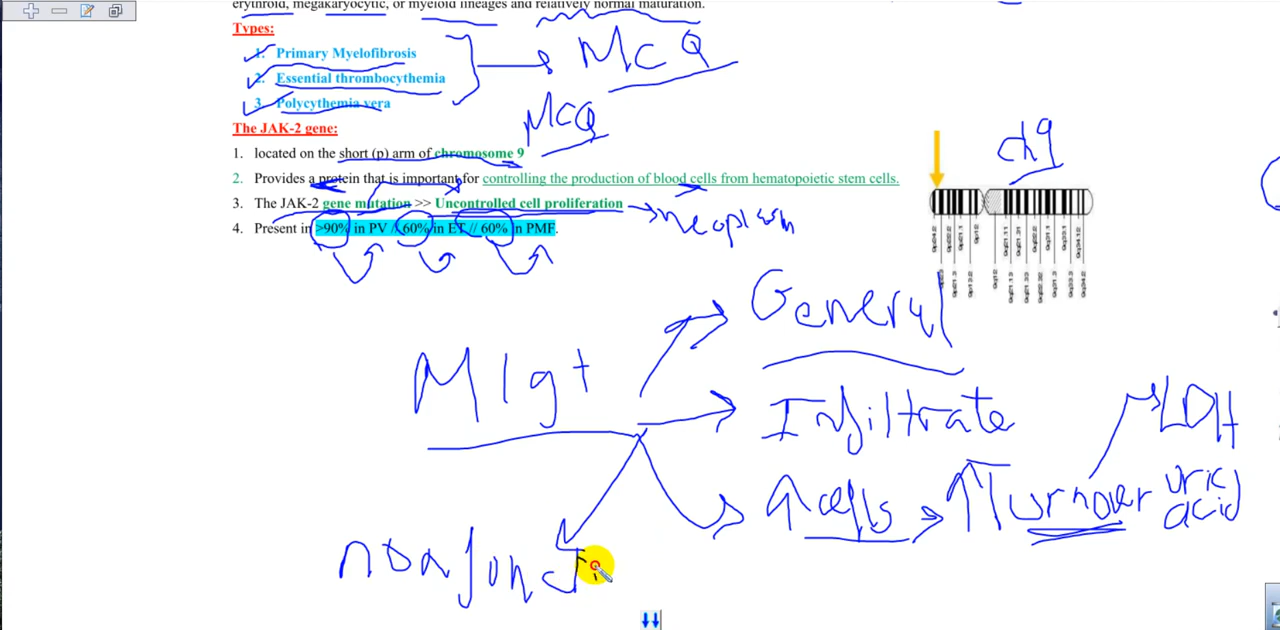 erythroid, megakaryocytic, or myeloid lineages and relatively normal maturation.
Types:
1. Primary Myelofibrosis
2. Essential thrombocythemia
3. Polycythemia vera
McQ
The JAK-2 gene:
MCQ
1. located on the short (p) arm of chromosome 9
2. Provides a protein that is important for controlling the production of blood cells from hematopoietic stem cells.
3. The JAK-2 gene mutation >> Uncontrolled cell proliferation
neoplasm
4. Present in >90% in PV // 60% in ET // 60% in PMF.
ch9
General
Mlgt
Infiltrate
↑cells → ↑Turnover
↑LDH
uric
acid